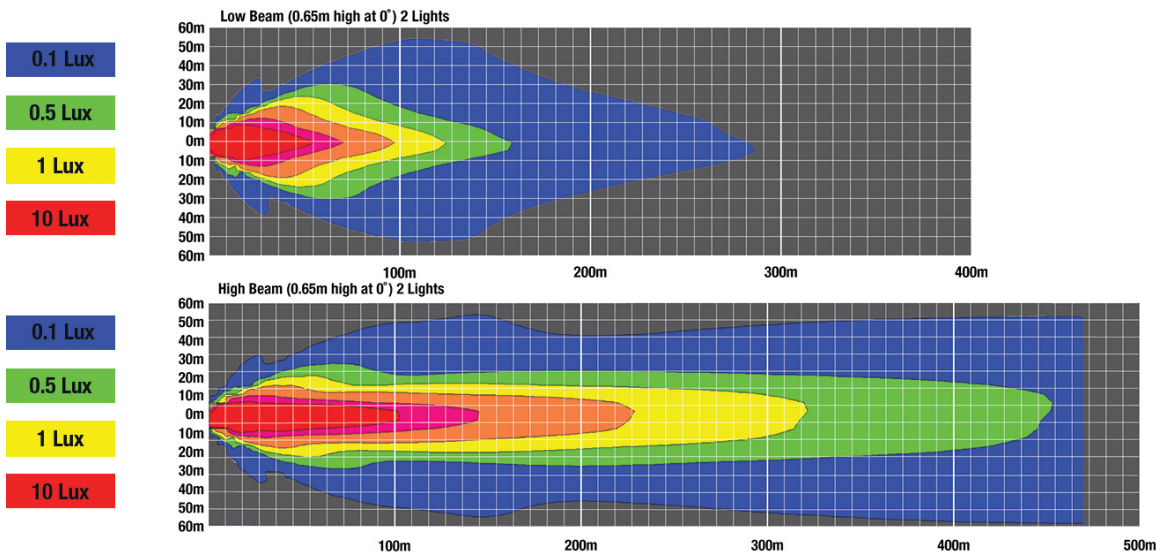 Low Beam (0.65m high at 0˚) 2 Lights
0.1 Lux
0.5 Lux
1 Lux
10 Lux
60m
50m
40m
30m
20m
10m
0m
10m
20m
30m
40m
50m
60m
100m
200m
300m
400m
High Beam (0.65m high at 0˚) 2 Lights
0.1 Lux
0.5 Lux
1 Lux
10 Lux
60m
50m
40m
30m
20m
10m
0m
10m
20m
30m
40m
50m
60m
100m
200m
300m
400m
500m